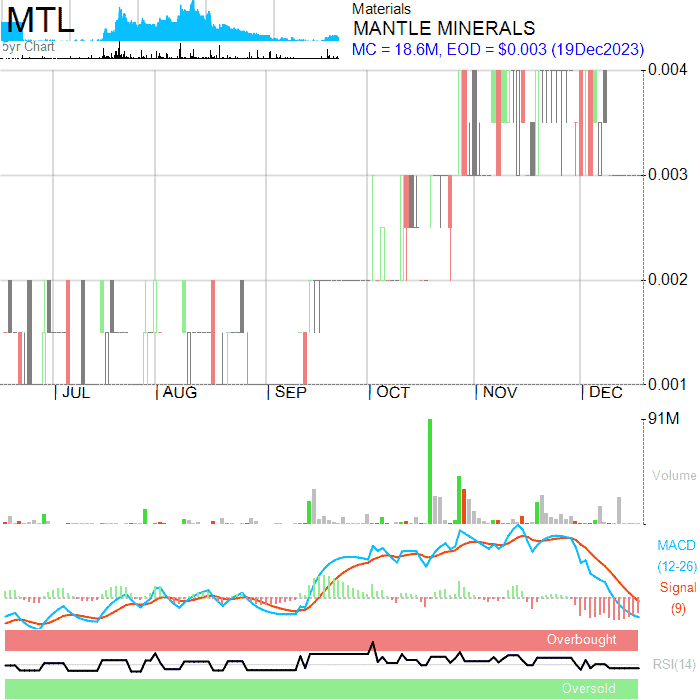 MTL
5yr Chart
Materials
MANTLE MINERALS
MC = 18.6M, EOD = $0.003 (19Dec2023)
0.004
0.003
0.002
0.001
JUL
AUG
SEP
OCT
NOV
DEC
91M
Volume
MACD
(12-26)
Signal
(9)
Overbought
RSI(14)
Oversold